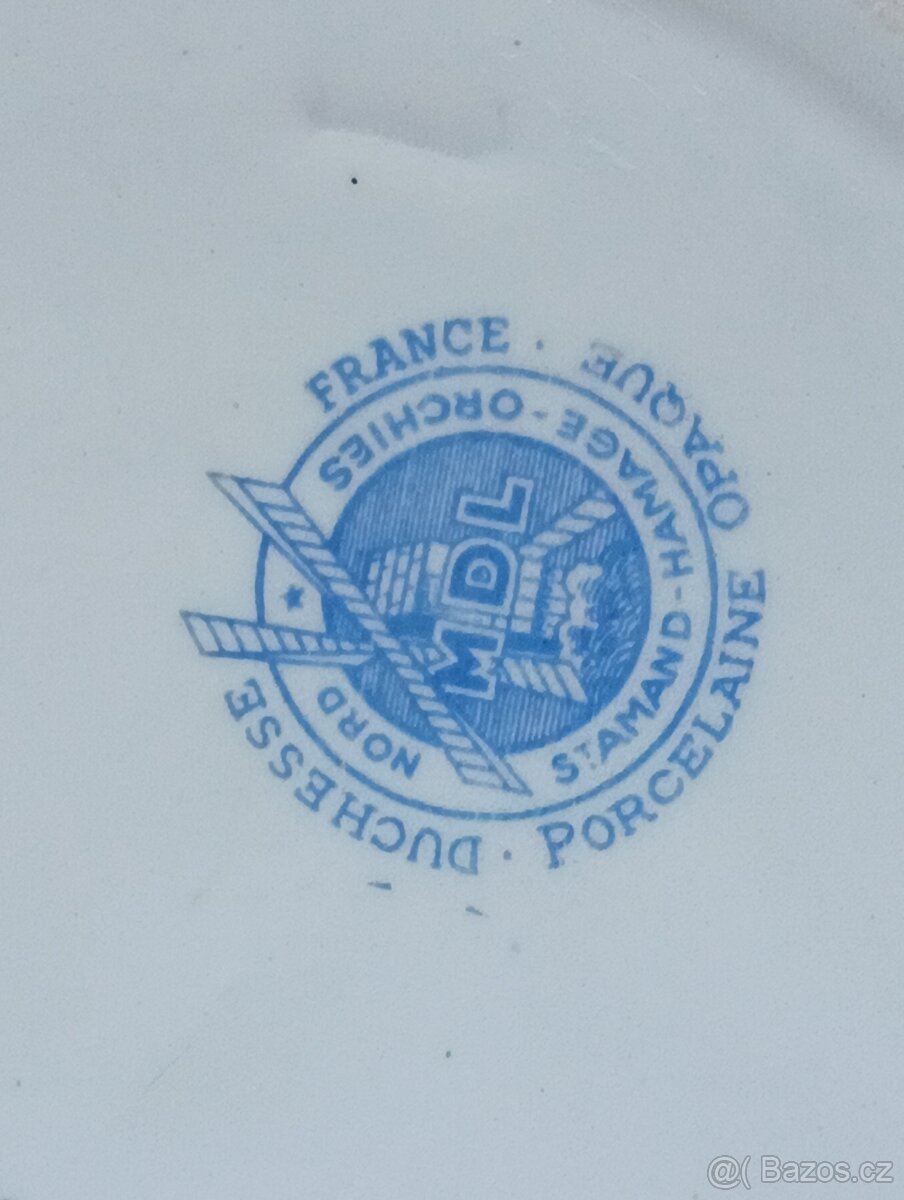 FRANCE · DUCHESSE · PORCELAINE OPAQUE
NORD ST AMAND-HAMAGE-ORCHIES
MDL
@( Bazos.cz